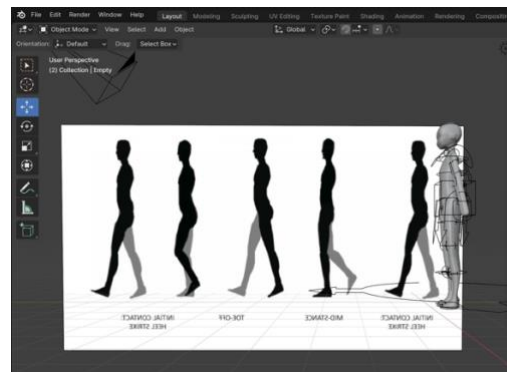 File Edit Render Window Help Layout Modeling Sculpting UV Editing Texture Paint Shading Animation Rendering Compositin
Object Mode View Select Add Object Global
Orientation: Default Drag: Select Box
User Perspective
(2) Collection | Empty
INITIAL CONTACT:
HEEL STRIKE
TOE-OFF
MID-STANCE
INITIAL CONTACT:
HEEL STRIKE